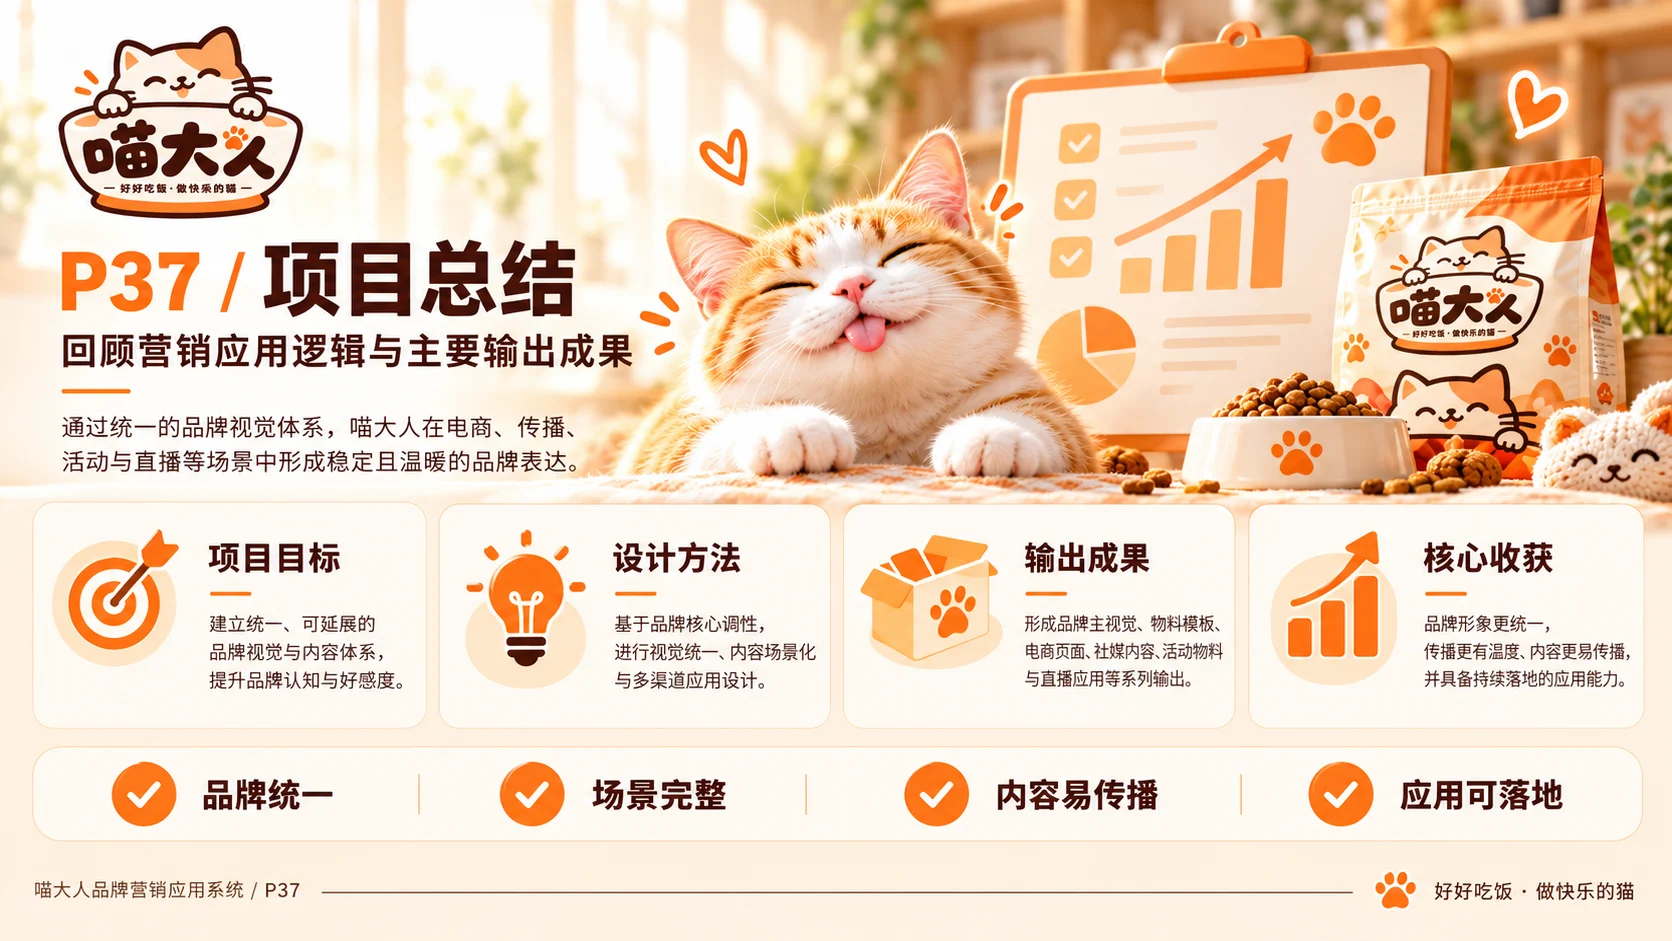 喵大人
好好吃饭·做快乐的猫
P37 / 项目总结
回顾营销应用逻辑与主要输出成果
通过统一的品牌视觉体系，喵大人在电商、传播、
活动与直播等场景中形成稳定且温暖的品牌表达。
喵大人
好好吃饭·做快乐的猫
项目目标
建立统一、可延展的
品牌视觉与内容体系，
提升品牌认知与好感度。
设计方法
基于品牌核心调性，
进行视觉统一、内容场景化
与多渠道应用设计。
输出成果
形成品牌主视觉、物料模板、
电商页面、社媒内容、活动物料
与直播应用等系列输出。
核心收获
品牌形象更统一，
传播更有温度、内容更易传播，
并具备持续落地的应用能力。
品牌统一
场景完整
内容易传播
应用可落地
喵大人品牌营销应用系统 / P37
好好吃饭 · 做快乐的猫